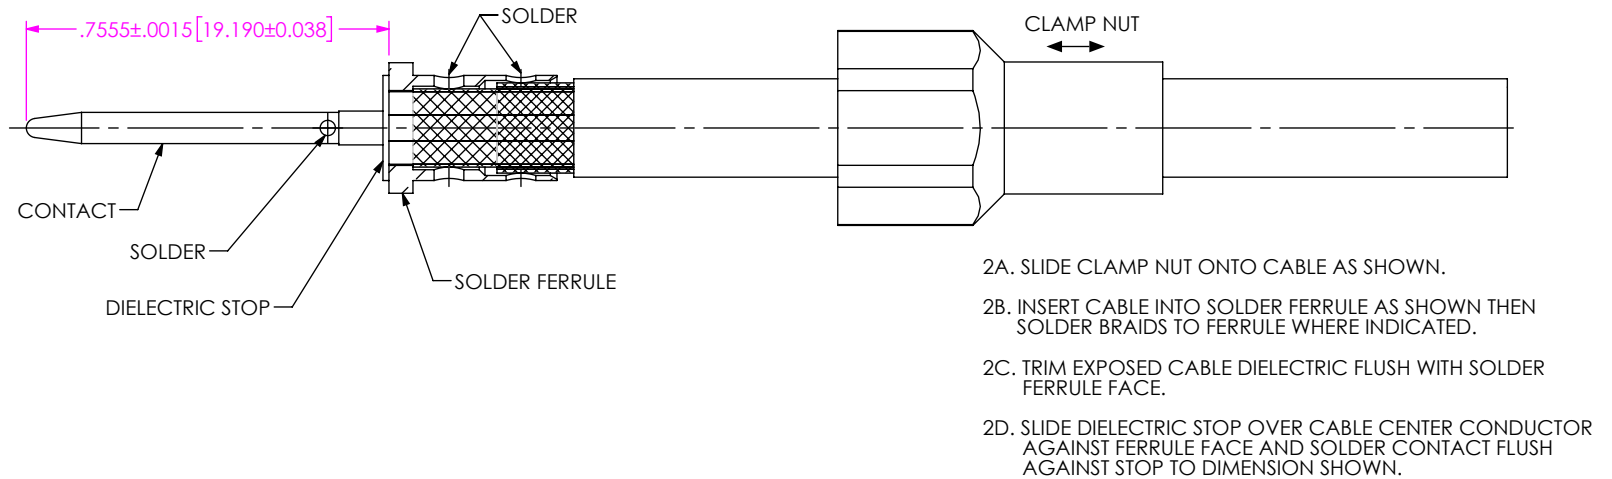 .7555±.0015[19.190±0.038]
SOLDER
CLAMP NUT
CONTACT
SOLDER
DIELECTRIC STOP
SOLDER FERRULE
2A. SLIDE CLAMP NUT ONTO CABLE AS SHOWN.
2B. INSERT CABLE INTO SOLDER FERRULE AS SHOWN THEN
SOLDER BRAIDS TO FERRULE WHERE INDICATED.
2C. TRIM EXPOSED CABLE DIELECTRIC FLUSH WITH SOLDER
FERRULE FACE.
2D. SLIDE DIELECTRIC STOP OVER CABLE CENTER CONDUCTOR
AGAINST FERRULE FACE AND SOLDER CONTACT FLUSH
AGAINST STOP TO DIMENSION SHOWN.